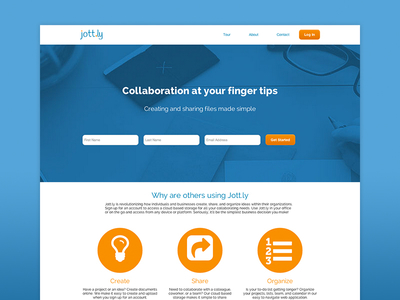 jott.ly
Tour
About
Contact
Log In
Collaboration at your finger tips
Creating and sharing files made simple
First Name
Last Name
Email Address
Get Started
Why are others using Jott.ly
Jott.ly is revolutionizing how individuals and businesses create, share, and organize ideas within their organizations.
Sign up for an account to access a cloud based storage for all your collaborating needs. Use Jott.ly in your office
or on the go with access from any device or platform. Seriously, it's be the simplest business decision you make!
1
2
3
Create
Share
Organize
Have a project or an idea? Create documents
online. We make it easy to create and upload
when you sign up for an account.
Need to collaborate with a colleague,
coworker, or a team? Our cloud based
storage makes it simple to share
Is your to do list getting longer? Organize
your projects, lists, team, and calendar in our
easy to navigate web application.